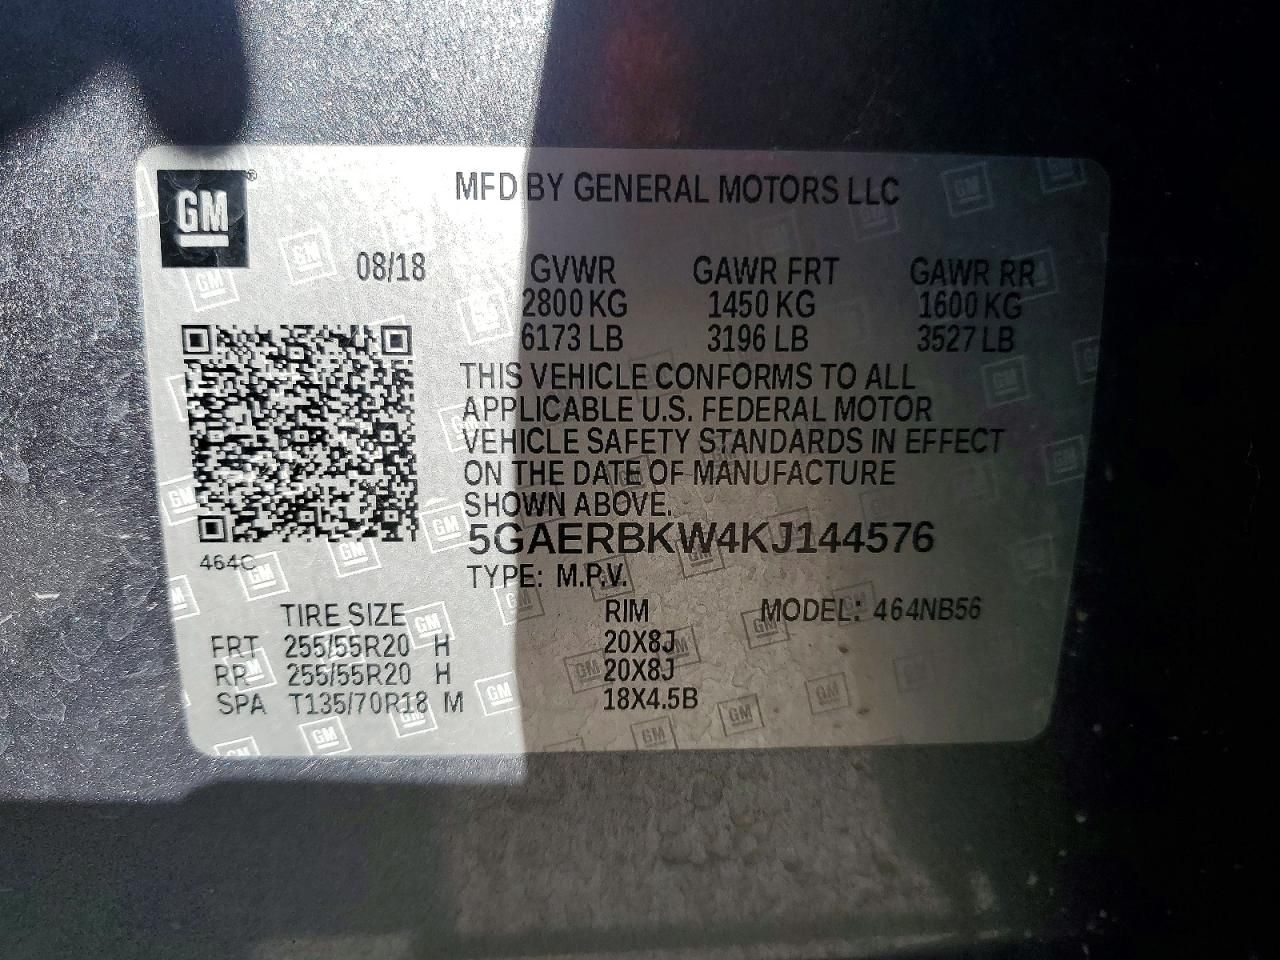 GM
MFD BY GENERAL MOTORS LLC
08/18 GVWR GAWR FRT GAWR RR
2800 KG 1450 KG 1600 KG
6173 LB 3196 LB 3527 LB
THIS VEHICLE CONFORMS TO ALL
APPLICABLE U.S. FEDERAL MOTOR
VEHICLE SAFETY STANDARDS IN EFFECT
ON THE DATE OF MANUFACTURE
SHOWN ABOVE.
5GAERBKW4KJ144576
464C
TYPE: M.P.V.
TIRE SIZE RIM MODEL: 464NB56
FRT 255/55R20 H 20X8J
RR 255/55R20 H 20X8J
SPA T135/70R18 M 18X4.5B